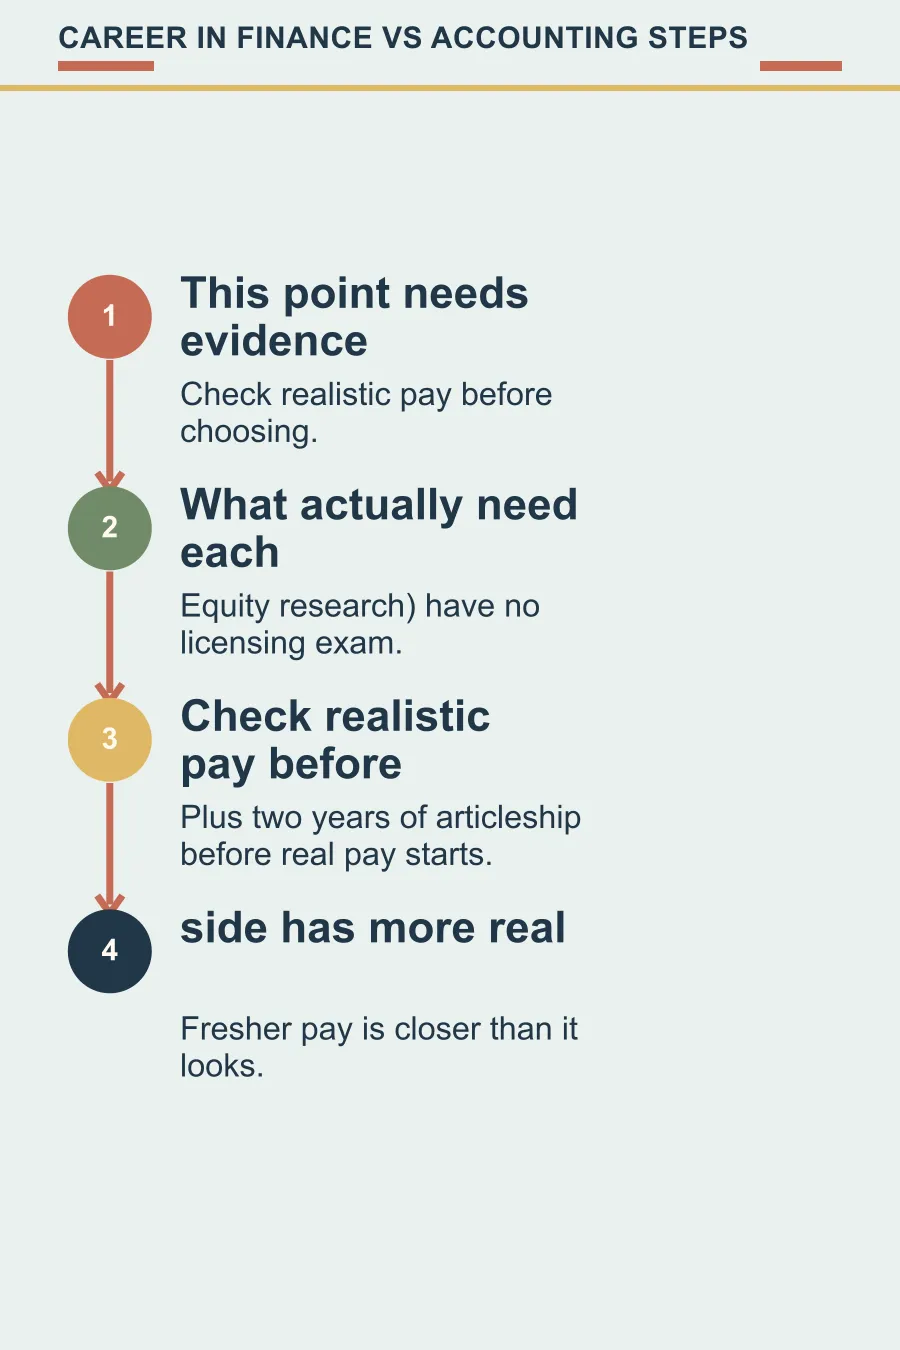 CAREER IN FINANCE VS ACCOUNTING STEPS
1
This point needs
evidence
Check realistic pay before
choosing.
2
What actually need
each
Equity research) have no
licensing exam.
3
Check realistic
pay before
Plus two years of articleship
before real pay starts.
4
side has more real
Fresher pay is closer than it
looks.